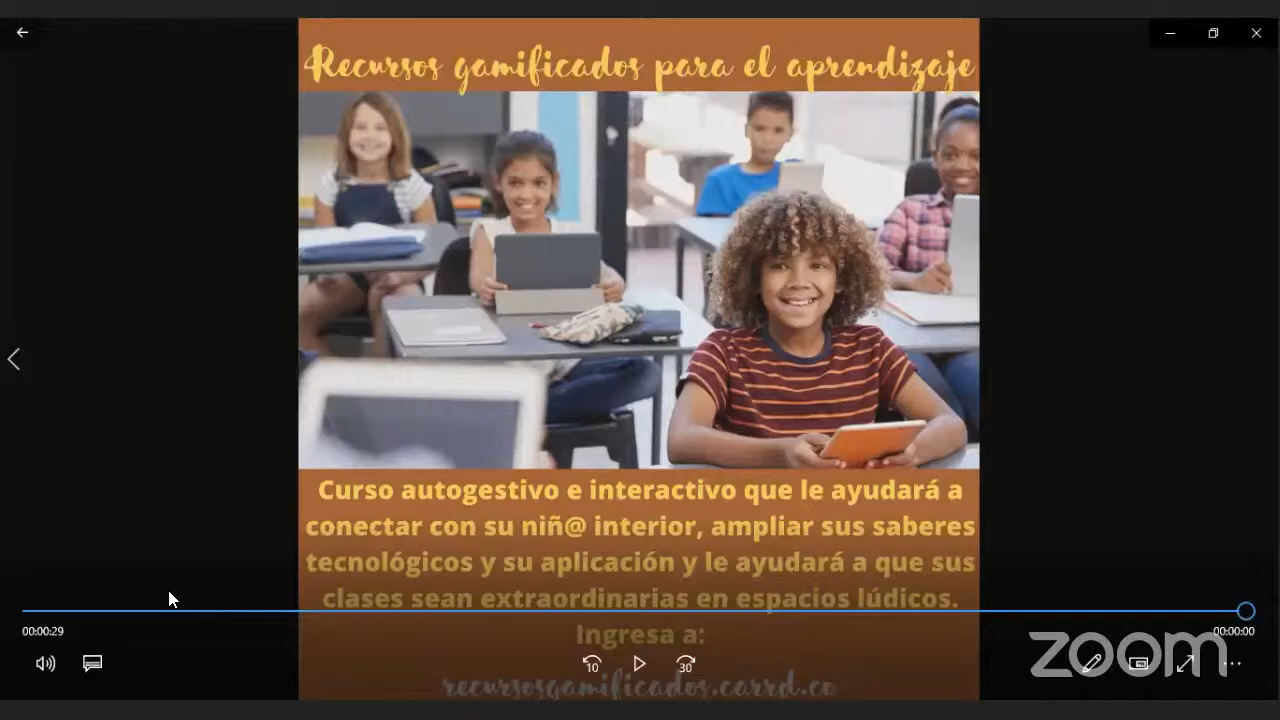 Recursos gamificados para el aprendizaje
Curso autogestivo e interactivo que le ayudará a
conectar con su niñ@ interior, ampliar sus saberes
tecnológicos y su aplicación y le ayudará a que sus
clases sean extraordinarias en espacios lúdicos.
Ingresa a:
recursosgamificados.carrd.co
00:00:29
00:00:00
10
30
zoom